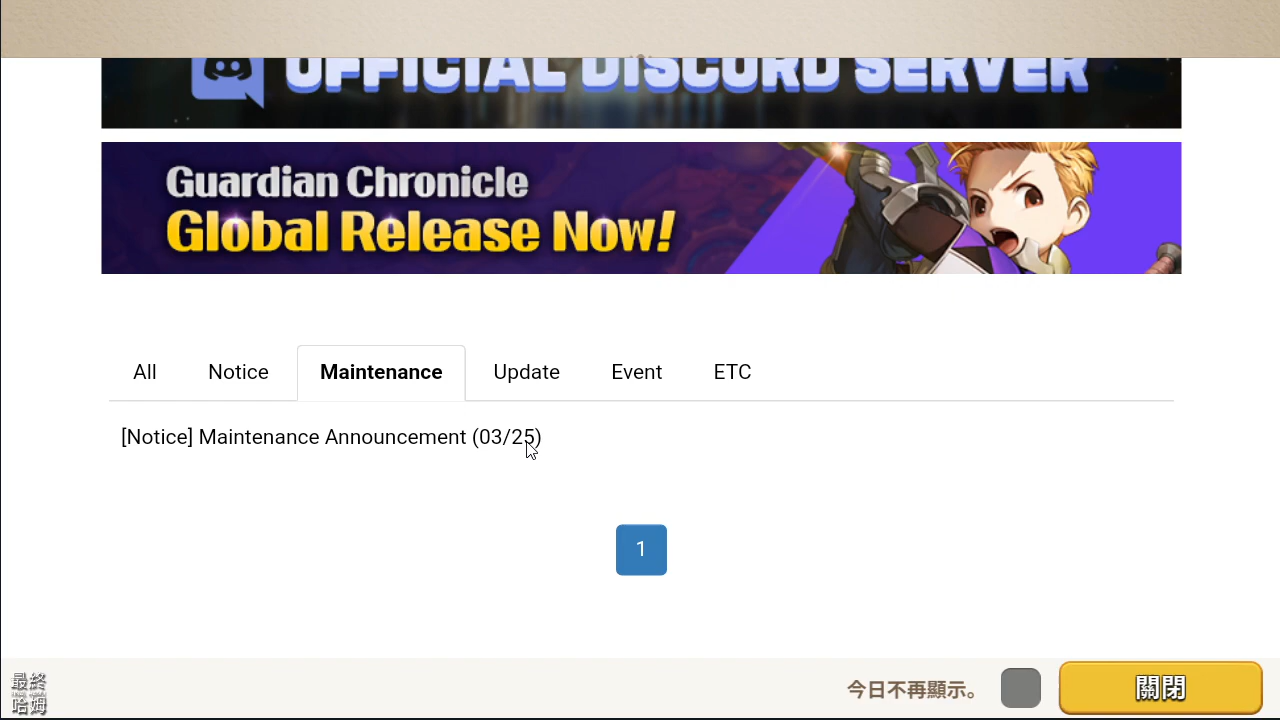 OFFICIAL DISCORD SERVER
Guardian Chronicle
Global Release Now!
All Notice Maintenance Update Event ETC
[Notice] Maintenance Announcement (03/25)
1
最終
哈姆
今日不再顯示。
關閉